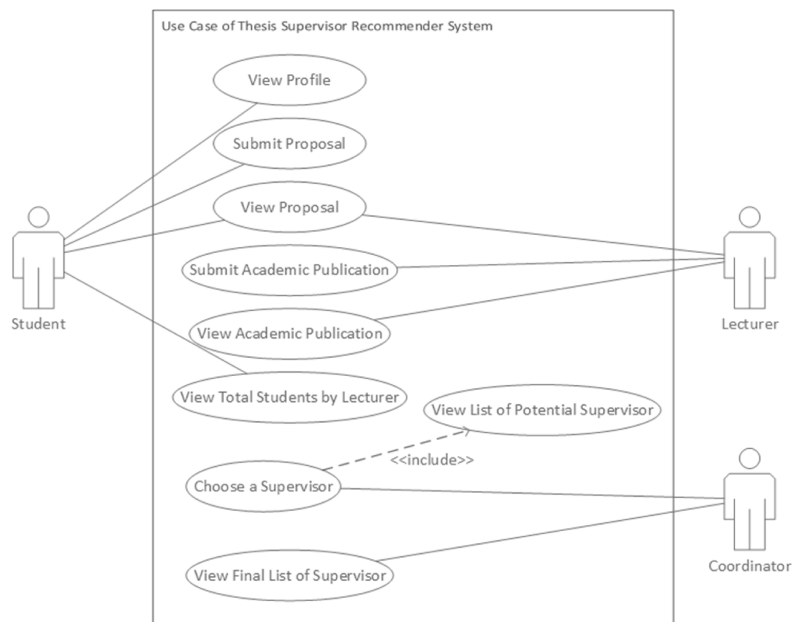 Use Case of Thesis Supervisor Recommender System
View Profile
Submit Proposal
View Proposal
Submit Academic Publication
Student
Lecturer
View Academic Publication
View Total Students by Lecturer
View List of Potential Supervisor
<<include>>
Choose a Supervisor
Coordinator
View Final List of Supervisor